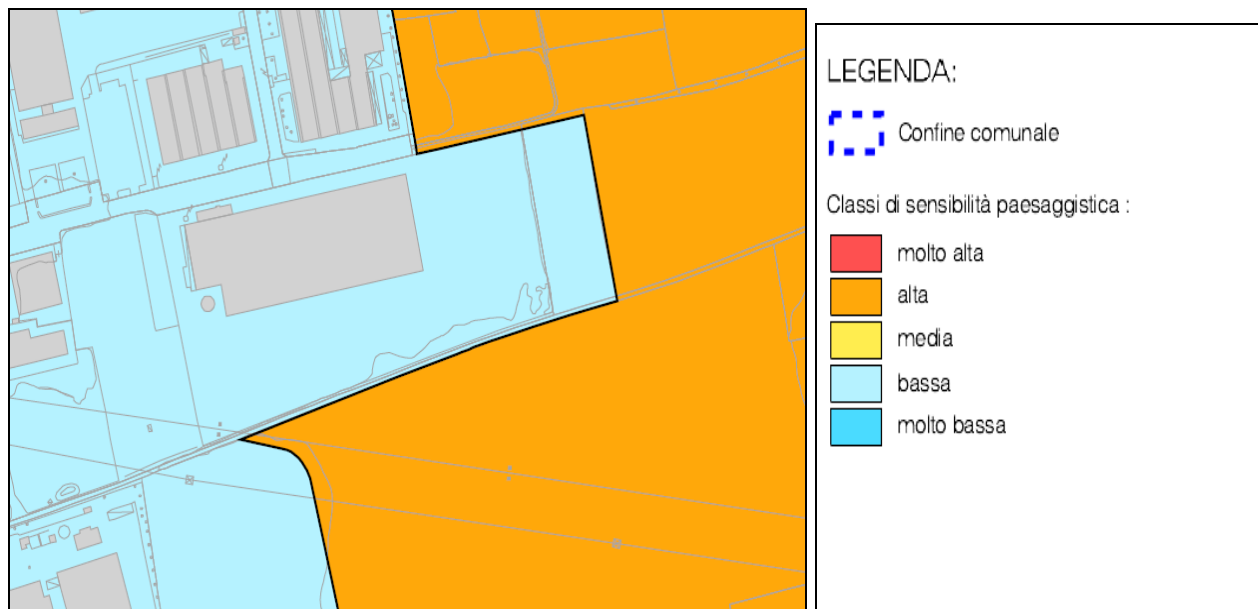 LEGENDA:
Confine comunale
Classi di sensibilità paesaggistica :
molto alta
alta
media
bassa
molto bassa